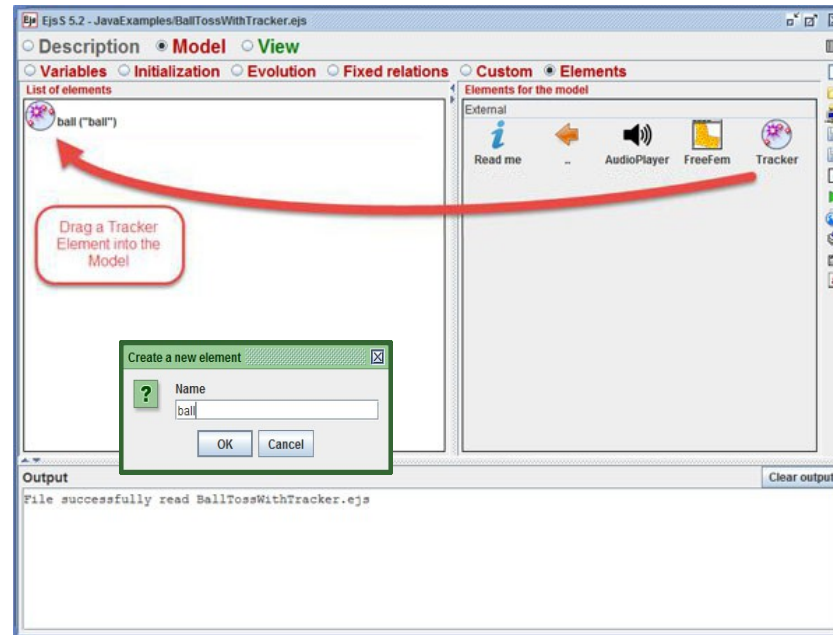 EjsS 5.2 - JavaExamples/BallTossWithTracker.ejs
Description Model View
Variables Initialization Evolution Fixed relations Custom Elements
List of elements
ball ("ball")
Drag a Tracker
Element into the
Model
Elements for the model
External
Read me .. AudioPlayer FreeFem Tracker
Create a new element
?
Name
ball
OK Cancel
Output
Clear output
File successfully read BallTossWithTracker.ejs